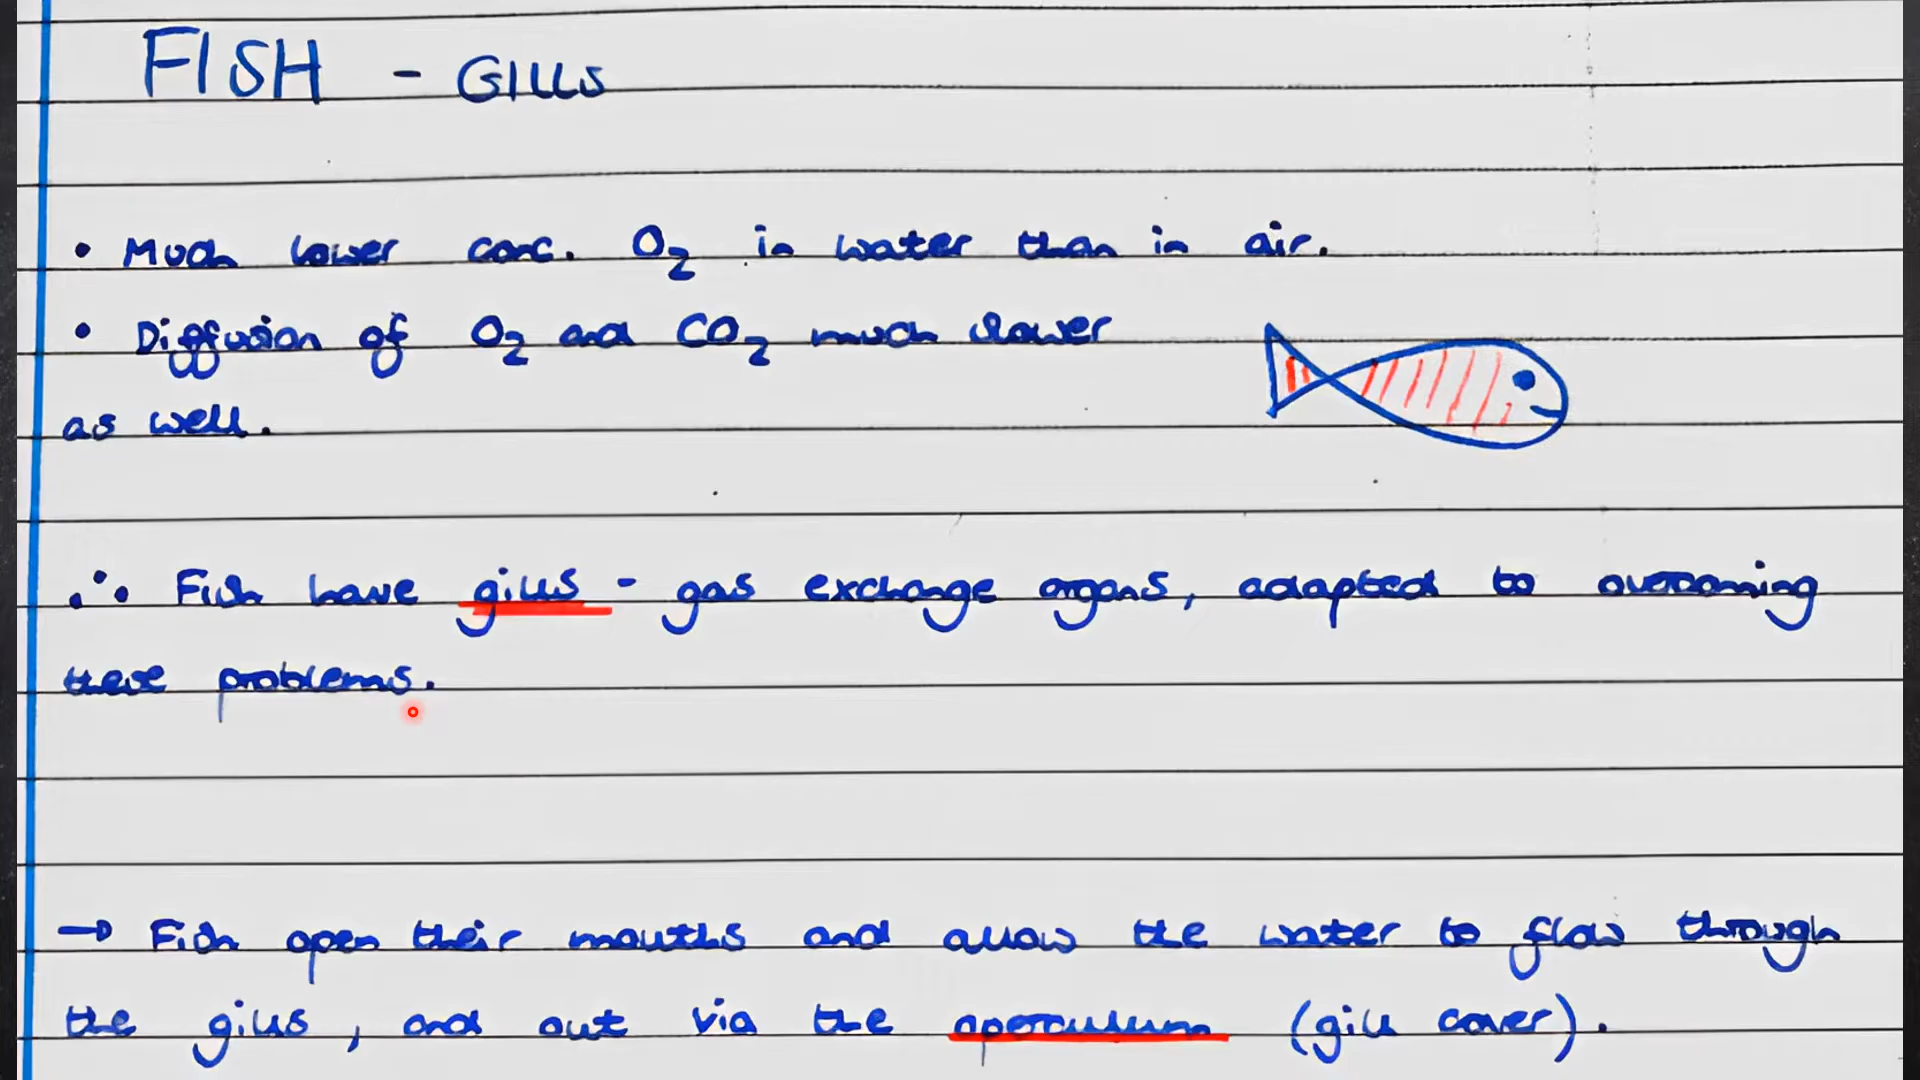 FISH - GILLS
• Much lower conc. O₂ in water than in air.
• Diffusion of O₂ and CO₂ much slower
as well.
∴ Fish have gills - gas exchange organs, adapted to overcoming
these problems.
→ Fish open their mouths and allow the water to flow through
the gills, and out via the operculum (gill cover).